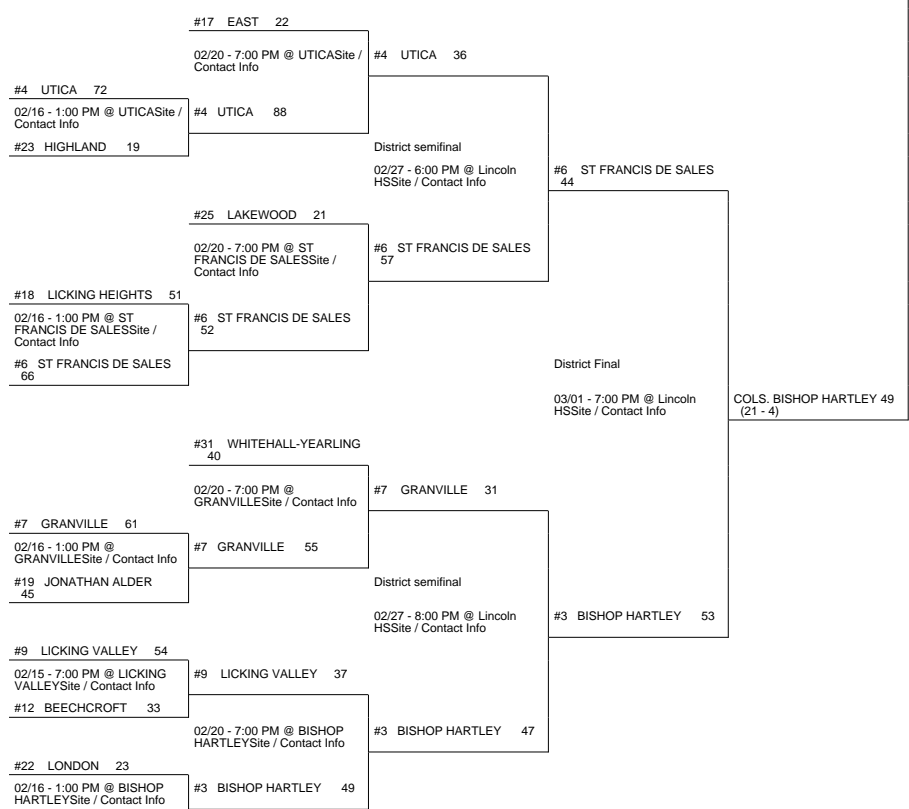 #17 EAST 22
02/20 - 7:00 PM @ UTICASite /
Contact Info
#4 UTICA 36
#4 UTICA 72
02/16 - 1:00 PM @ UTICASite /
Contact Info
#4 UTICA 88
#23 HIGHLAND 19
District semifinal
02/27 - 6:00 PM @ Lincoln
HSSite / Contact Info
#6 ST FRANCIS DE SALES
44
#25 LAKEWOOD 21
02/20 - 7:00 PM @ ST
FRANCIS DE SALESSite /
Contact Info
#6 ST FRANCIS DE SALES
57
#18 LICKING HEIGHTS 51
02/16 - 1:00 PM @ ST
FRANCIS DE SALESSite /
Contact Info
#6 ST FRANCIS DE SALES
52
#6 ST FRANCIS DE SALES
66
District Final
03/01 - 7:00 PM @ Lincoln
HSSite / Contact Info
COLS. BISHOP HARTLEY 49
(21 - 4)
#31 WHITEHALL-YEARLING
40
02/20 - 7:00 PM @
GRANVILLESite / Contact Info
#7 GRANVILLE 31
#7 GRANVILLE 61
02/16 - 1:00 PM @
GRANVILLESite / Contact Info
#7 GRANVILLE 55
#19 JONATHAN ALDER
45
District semifinal
02/27 - 8:00 PM @ Lincoln
HSSite / Contact Info
#3 BISHOP HARTLEY 53
#9 LICKING VALLEY 54
02/15 - 7:00 PM @ LICKING
VALLEYSite / Contact Info
#9 LICKING VALLEY 37
#12 BEECHCROFT 33
02/20 - 7:00 PM @ BISHOP
HARTLEYSite / Contact Info
#3 BISHOP HARTLEY 47
#22 LONDON 23
02/16 - 1:00 PM @ BISHOP
HARTLEYSite / Contact Info
#3 BISHOP HARTLEY 49